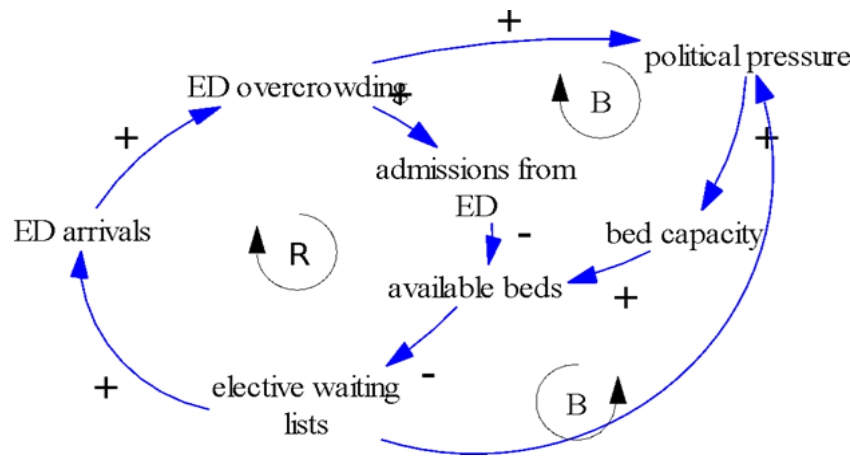 +
political pressure
ED overcrowding
+
B
+
+
admissions from
ED
ED arrivals
-
bed capacity
R
available beds
+
-
elective waiting
lists
+
B